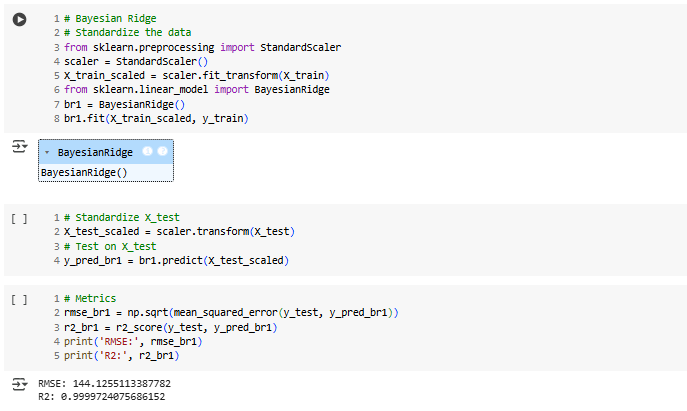 1 # Bayesian Ridge
2 # Standardize the data
3 from sklearn.preprocessing import StandardScaler
4 scaler = StandardScaler()
5 X_train_scaled = scaler.fit_transform(X_train)
6 from sklearn.linear_model import BayesianRidge
7 br1 = BayesianRidge()
8 br1.fit(X_train_scaled, y_train)
BayesianRidge i ?
BayesianRidge()
[ ] 1 # Standardize X_test
2 X_test_scaled = scaler.transform(X_test)
3 # Test on X_test
4 y_pred_br1 = br1.predict(X_test_scaled)
[ ] 1 # Metrics
2 rmse_br1 = np.sqrt(mean_squared_error(y_test, y_pred_br1))
3 r2_br1 = r2_score(y_test, y_pred_br1)
4 print('RMSE:', rmse_br1)
5 print('R2:', r2_br1)
RMSE: 144.1255113387782
R2: 0.9999724075686152